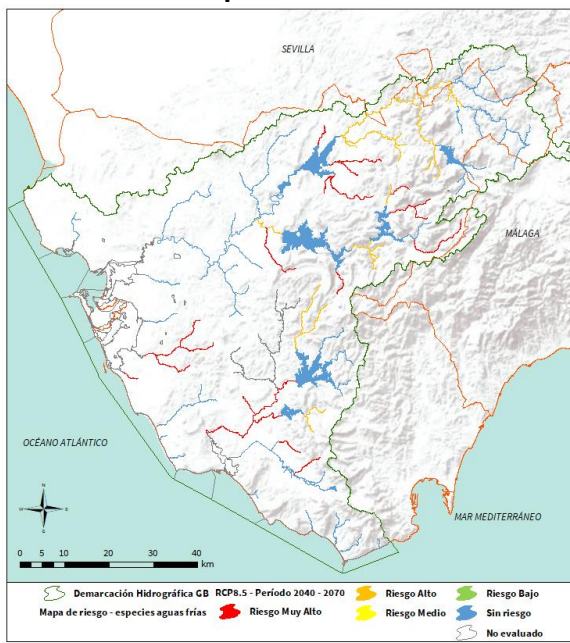 SEVILLA
MÁLAGA
OCÉANO ATLÁNTICO
MAR MEDITERRÁNEO
N
W E
S
0 5 10 20 30 40
km
Demarcación Hidrográfica GB RCP8.5 - Período 2040 - 2070 Riesgo Alto Riesgo Bajo
Mapa de riesgo - especies aguas frías Riesgo Muy Alto Riesgo Medio Sin riesgo
No evaluado